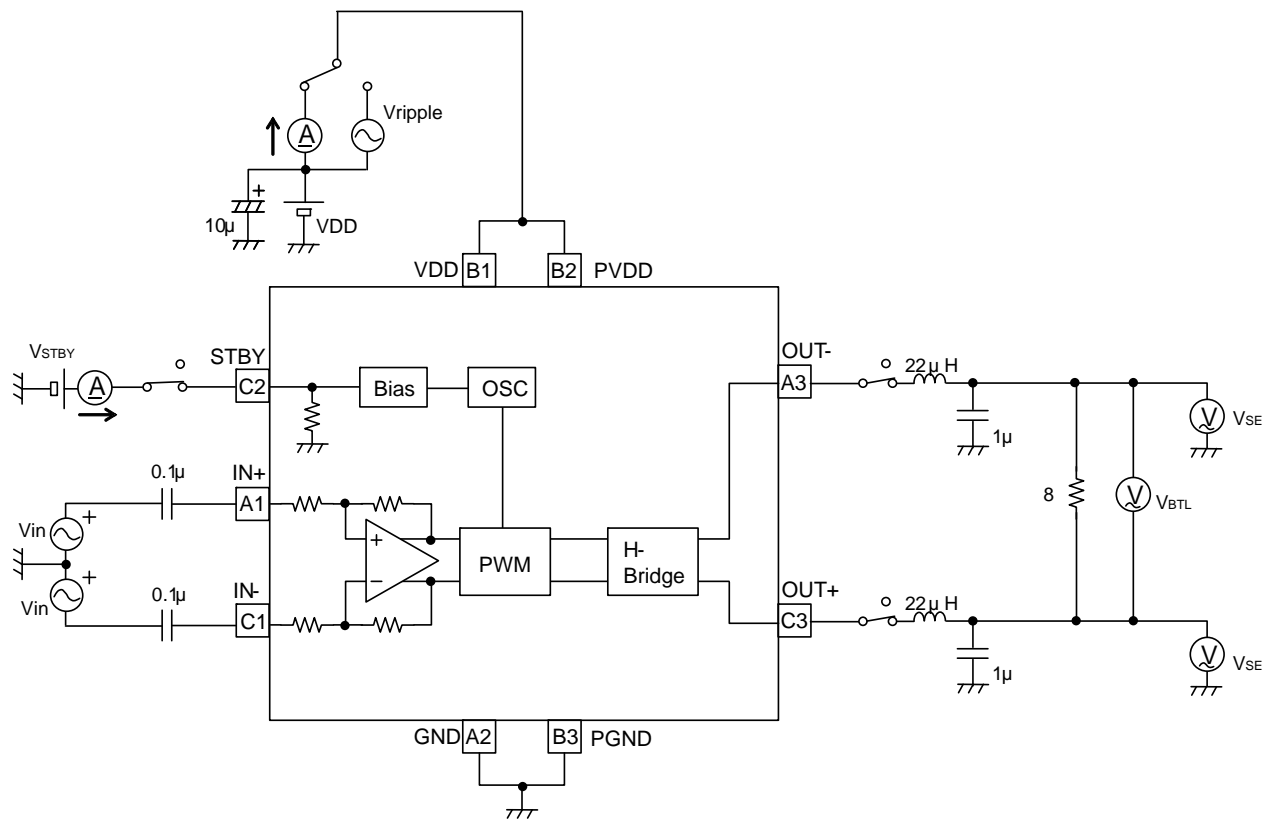 A
Vripple
+
10µ
VDD
VDD
B1
B2
PVDD
VSTBY
A
STBY
C2
Bias
OSC
OUT-
A3
22µ H
1µ
V
VSE
0.1µ
IN+
A1
Vin
+
+
Vin
0.1µ
IN-
C1
+
−
PWM
H-
Bridge
8
V
VBTL
OUT+
C3
22µ H
1µ
V
VSE
GND
A2
B3
PGND